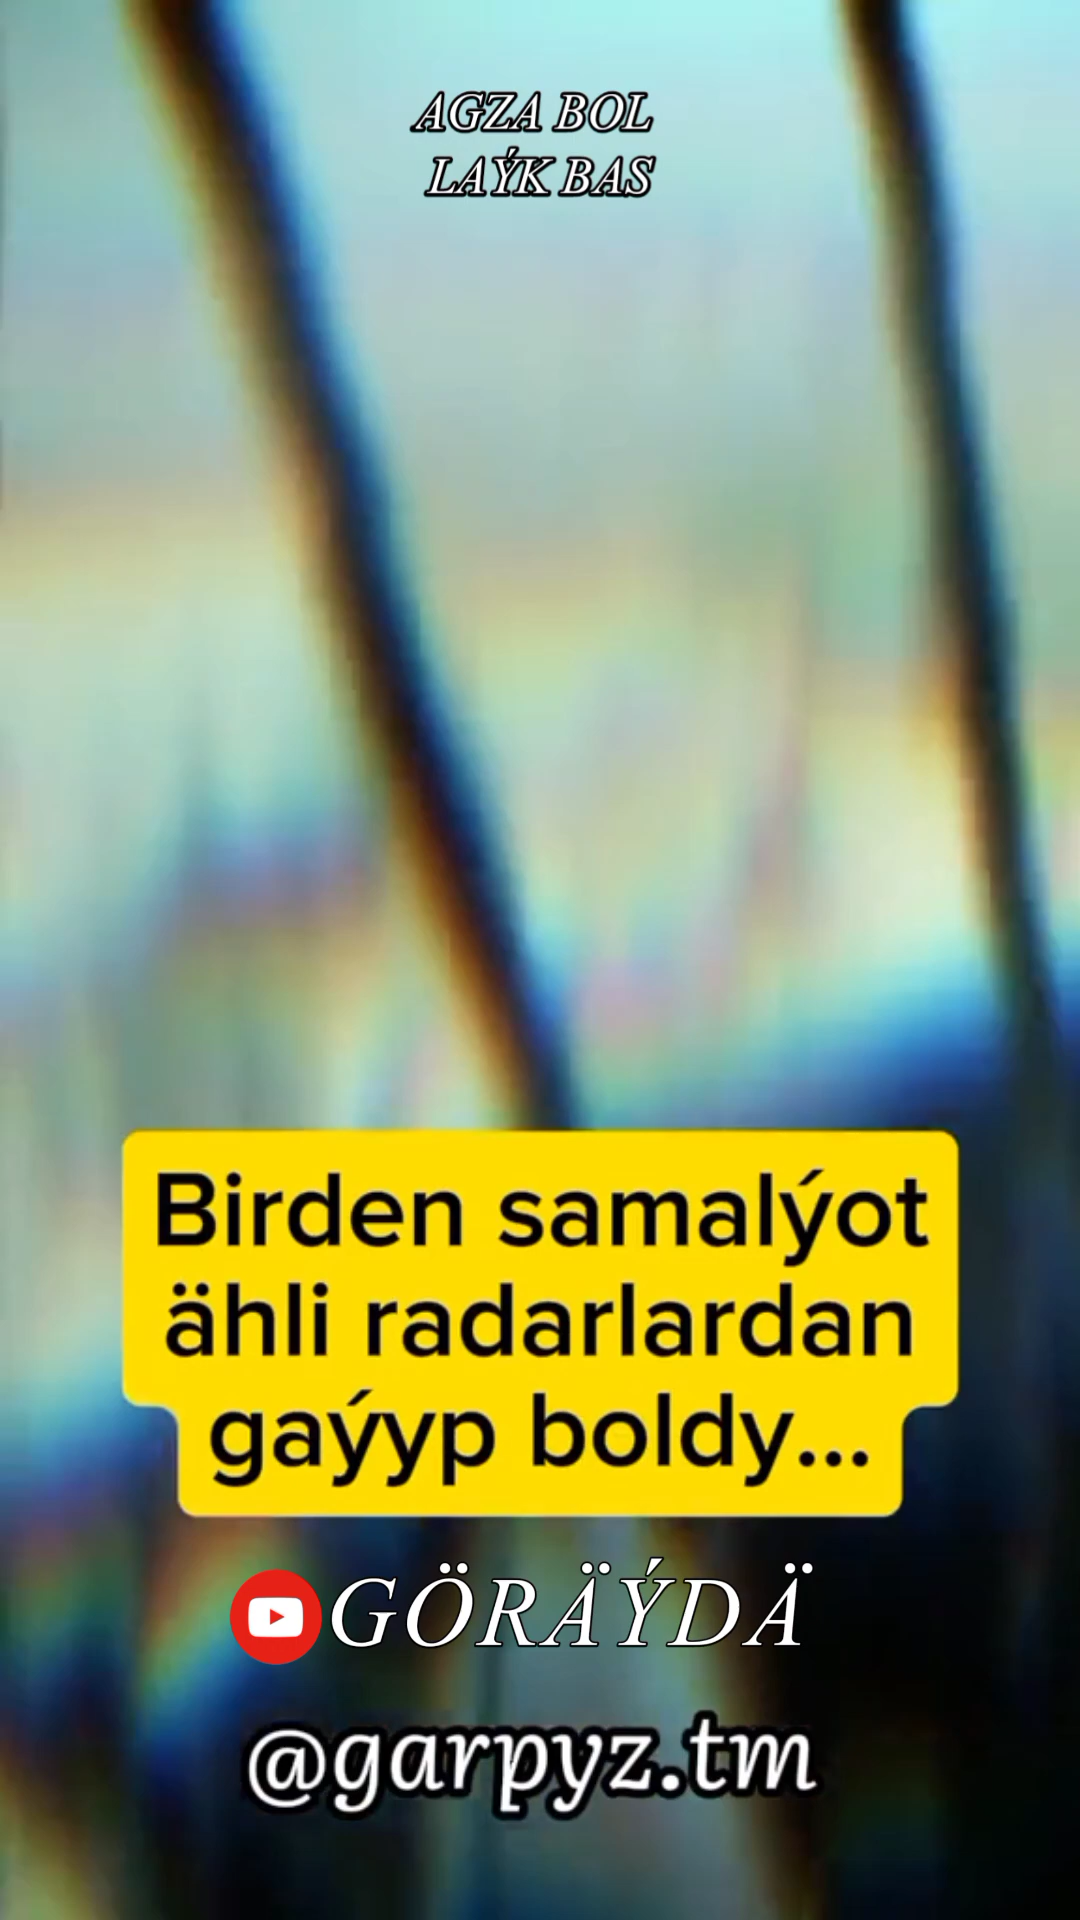 AGZA BOL
LAÝK BAS
Birden samalýot
ähli radarlardan
gaýyp boldy...
GÖRÄÝDÄ
@garpyz.tm